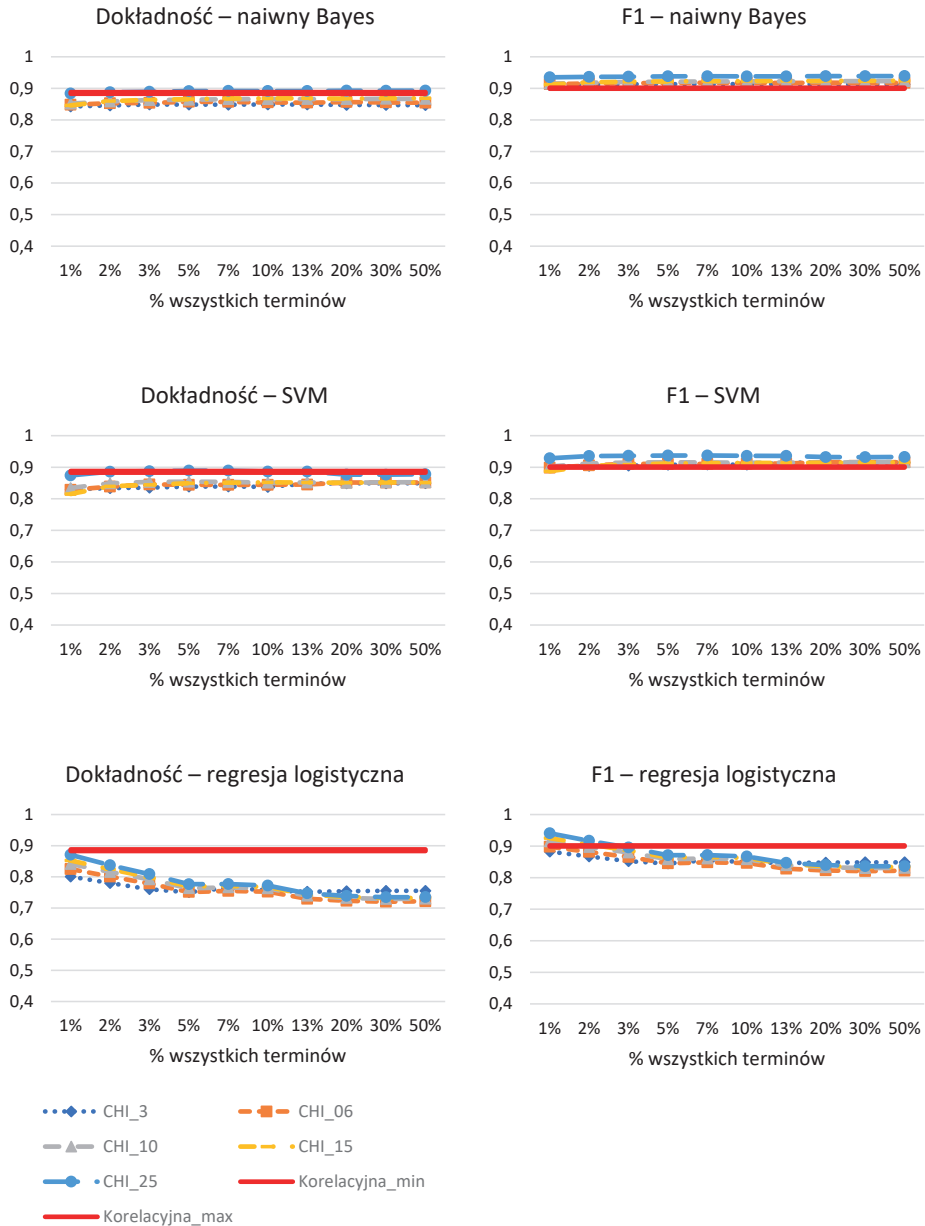 Dokładność – naiwny Bayes
1
0,9
0,8
0,7
0,6
0,5
0,4
1% 2% 3% 5% 7% 10% 13% 20% 30% 50%
% wszystkich terminów
F1 – naiwny Bayes
1
0,9
0,8
0,7
0,6
0,5
0,4
1% 2% 3% 5% 7% 10% 13% 20% 30% 50%
% wszystkich terminów
Dokładność – SVM
1
0,9
0,8
0,7
0,6
0,5
0,4
1% 2% 3% 5% 7% 10% 13% 20% 30% 50%
% wszystkich terminów
F1 – SVM
1
0,9
0,8
0,7
0,6
0,5
0,4
1% 2% 3% 5% 7% 10% 13% 20% 30% 50%
% wszystkich terminów
Dokładność – regresja logistyczna
1
0,9
0,8
0,7
0,6
0,5
0,4
1% 2% 3% 5% 7% 10% 13% 20% 30% 50%
% wszystkich terminów
F1 – regresja logistyczna
1
0,9
0,8
0,7
0,6
0,5
0,4
1% 2% 3% 5% 7% 10% 13% 20% 30% 50%
% wszystkich terminów
CHI_3 CHI_06
CHI_10 CHI_15
CHI_25 Korelacyjna_min
Korelacyjna_max